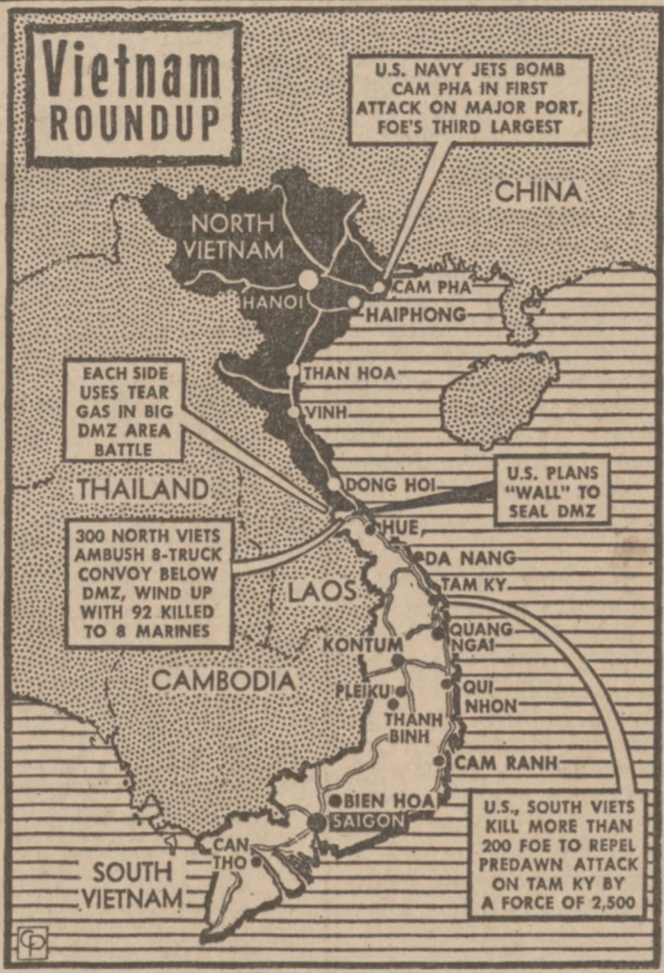 Vietnam
ROUNDUP
U.S. NAVY JETS BOMB
CAM PHA IN FIRST
ATTACK ON MAJOR PORT,
FOE'S THIRD LARGEST
CHINA
NORTH
VIETNAM
HANOI
CAM PHA
HAIPHONG
THAN HOA
VINH
EACH SIDE
USES TEAR
GAS IN BIG
DMZ AREA
BATTLE
THAILAND
DONG HOI
U.S. PLANS
"WALL" TO
SEAL DMZ
HUE,
300 NORTH VIETS
AMBUSH 8-TRUCK
CONVOY BELOW
DMZ, WIND UP
WITH 92 KILLED
TO 8 MARINES
DA NANG
LAOS
TAM KY
QUANG
NGAI
KONTUM
CAMBODIA
PLEIKU
QUI
NHON
THANH
BINH
CAM RANH
BIEN HOA
SAIGON
CAN
THO
SOUTH
VIETNAM
U.S., SOUTH VIETS
KILL MORE THAN
200 FOE TO REPEL
PREDAWN ATTACK
ON TAM KY BY
A FORCE OF 2,500
CP